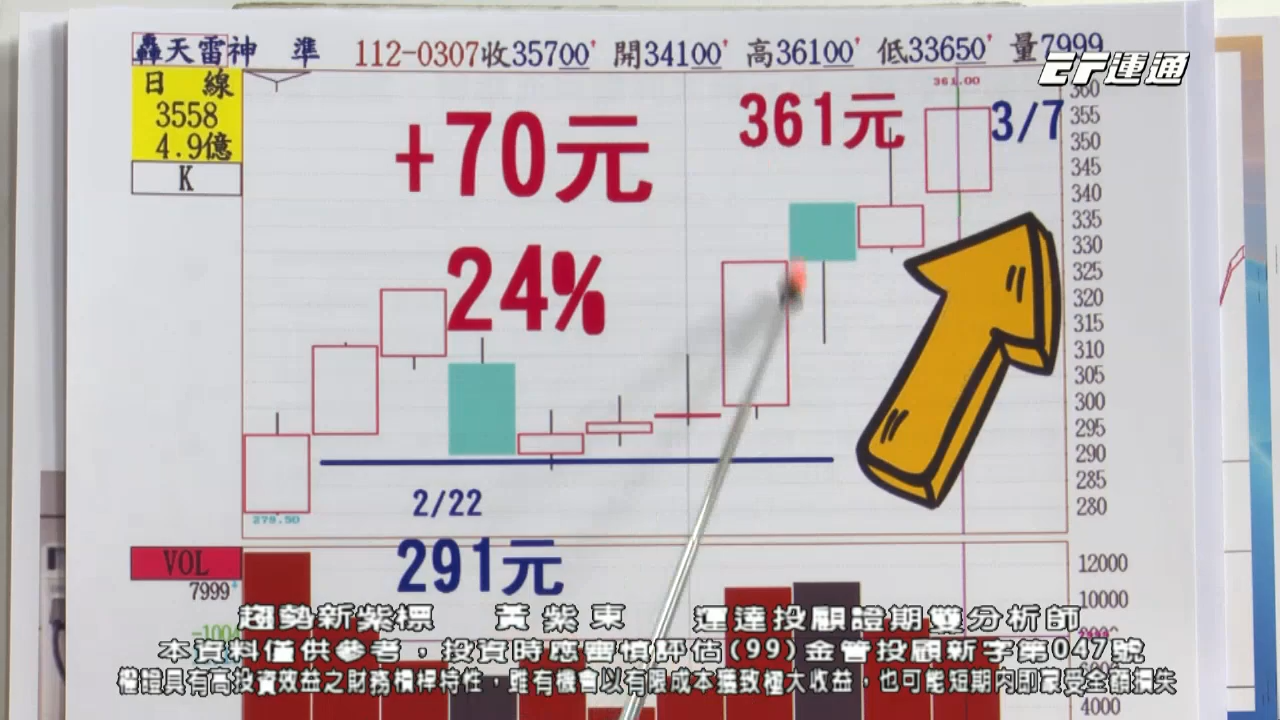 轟天雷神 準 112-0307收35700' 開34100' 高36100' 低33650' 量7999
EF運通
日 線
3558
4.9億
K
+70元
24%
361元
361.00
3/7
360
355
350
345
340
335
330
325
320
315
310
305
300
295
290
285
280
279.50
2/22
291元
VOL
7999
12000
10000
趨勢新紫標 黃紫東 運達投顧證期雙分析師
本資料僅供參考，投資時應審慎評估(99)金管投顧新字第047號
權證具有高投資效益之財務槓桿特性，雖有機會以有限成本獲致極大收益，也可能短期內即蒙受全額損失
4000